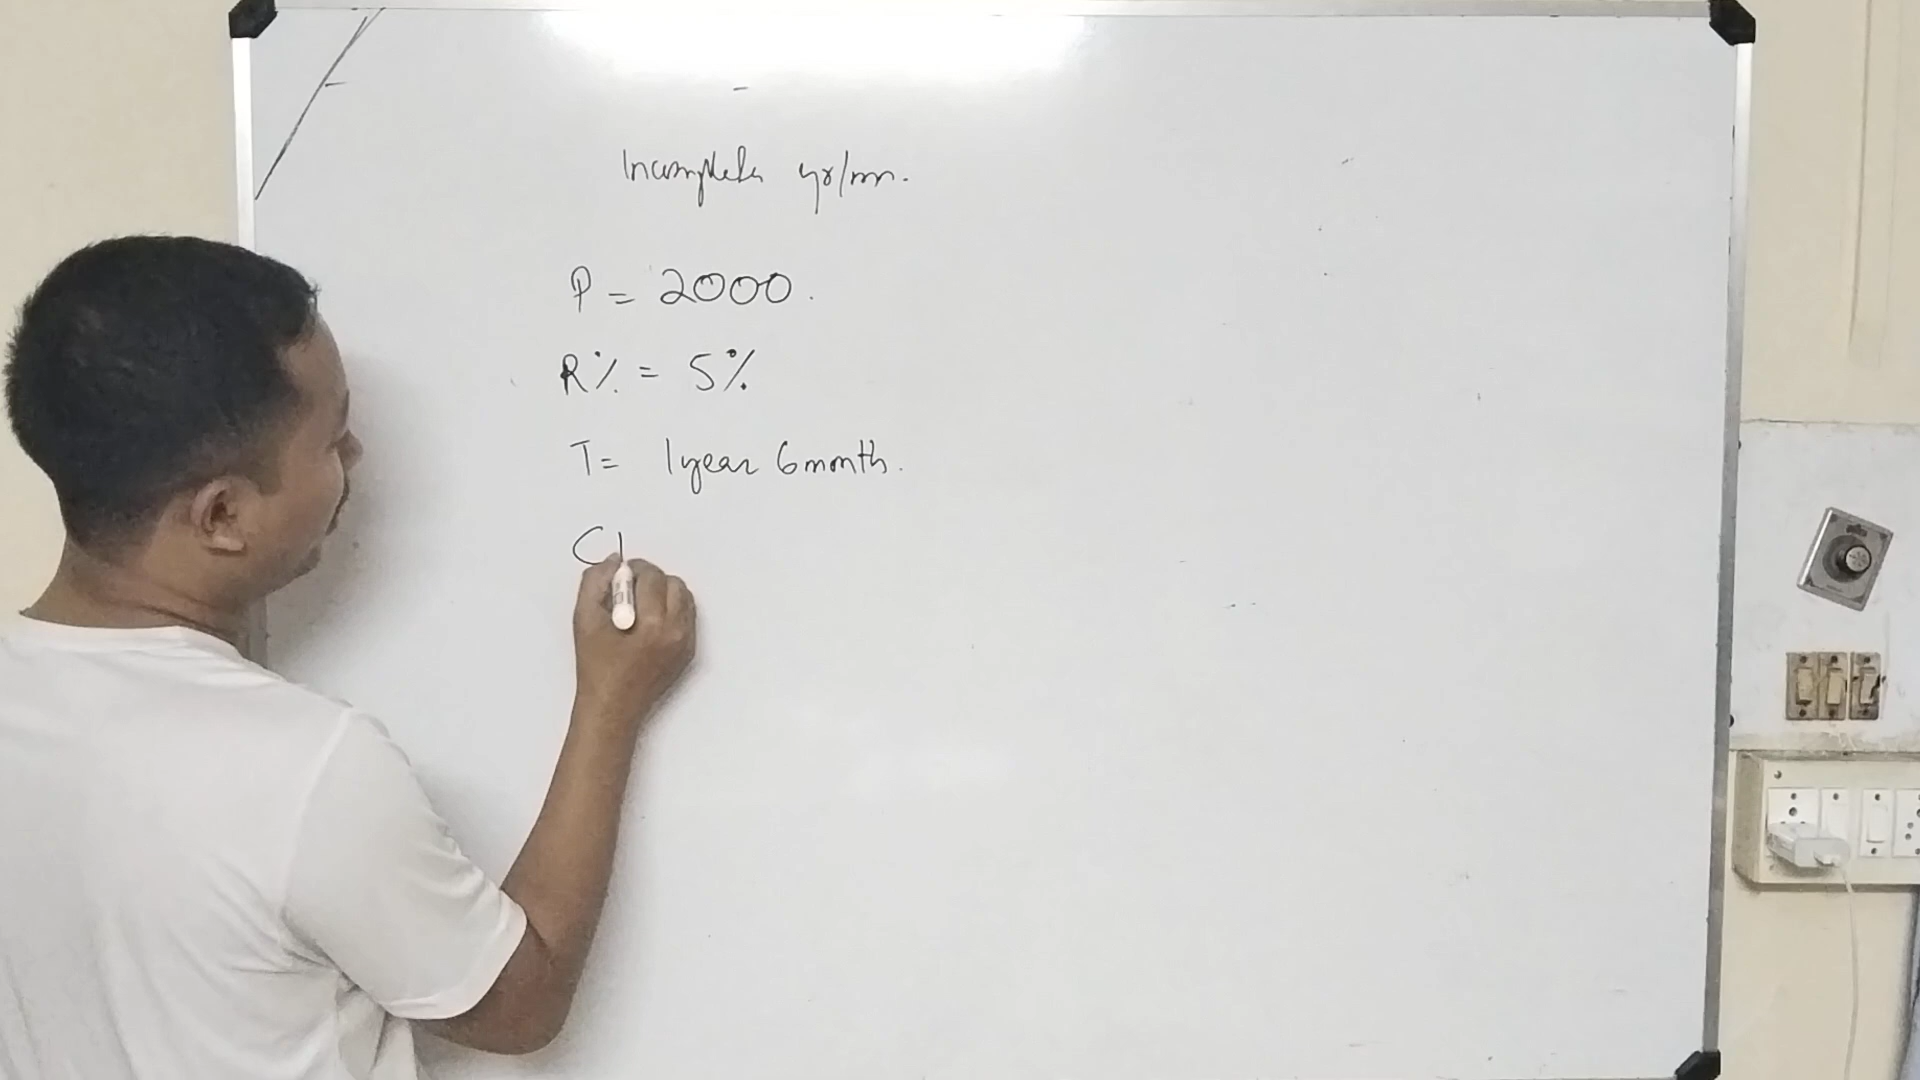 Incomplete yr/mn.
P = 2000.
R% = 5%
T = 1year 6month.
CI